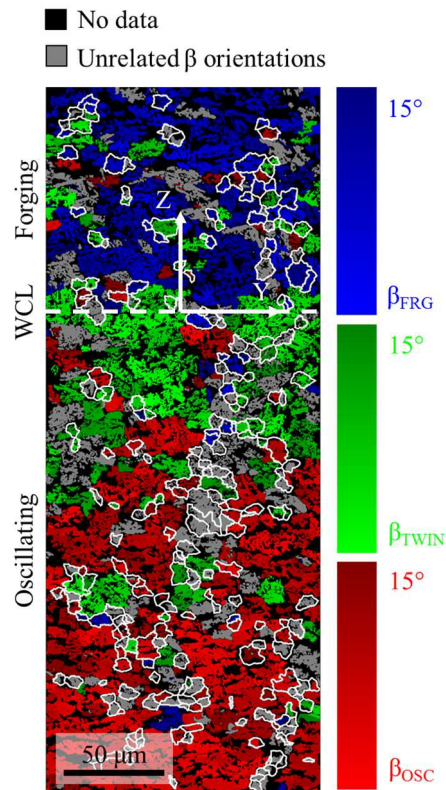 No data
Unrelated β orientations
Forging
WCL
Oscillating
Z
Y
50 μm
15°
βFRG
15°
βTWIN
15°
βOSC